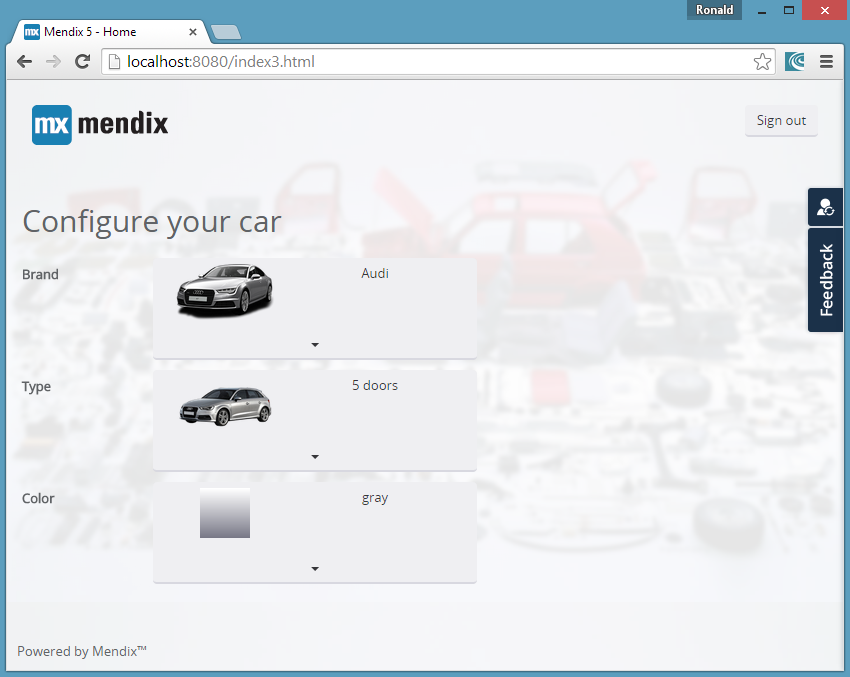 Ronald
Mendix 5 - Home
localhost:8080/index3.html
mx mendix
Sign out
Configure your car
Brand
Audi
Type
5 doors
Color
gray
Feedback
Powered by Mendix™